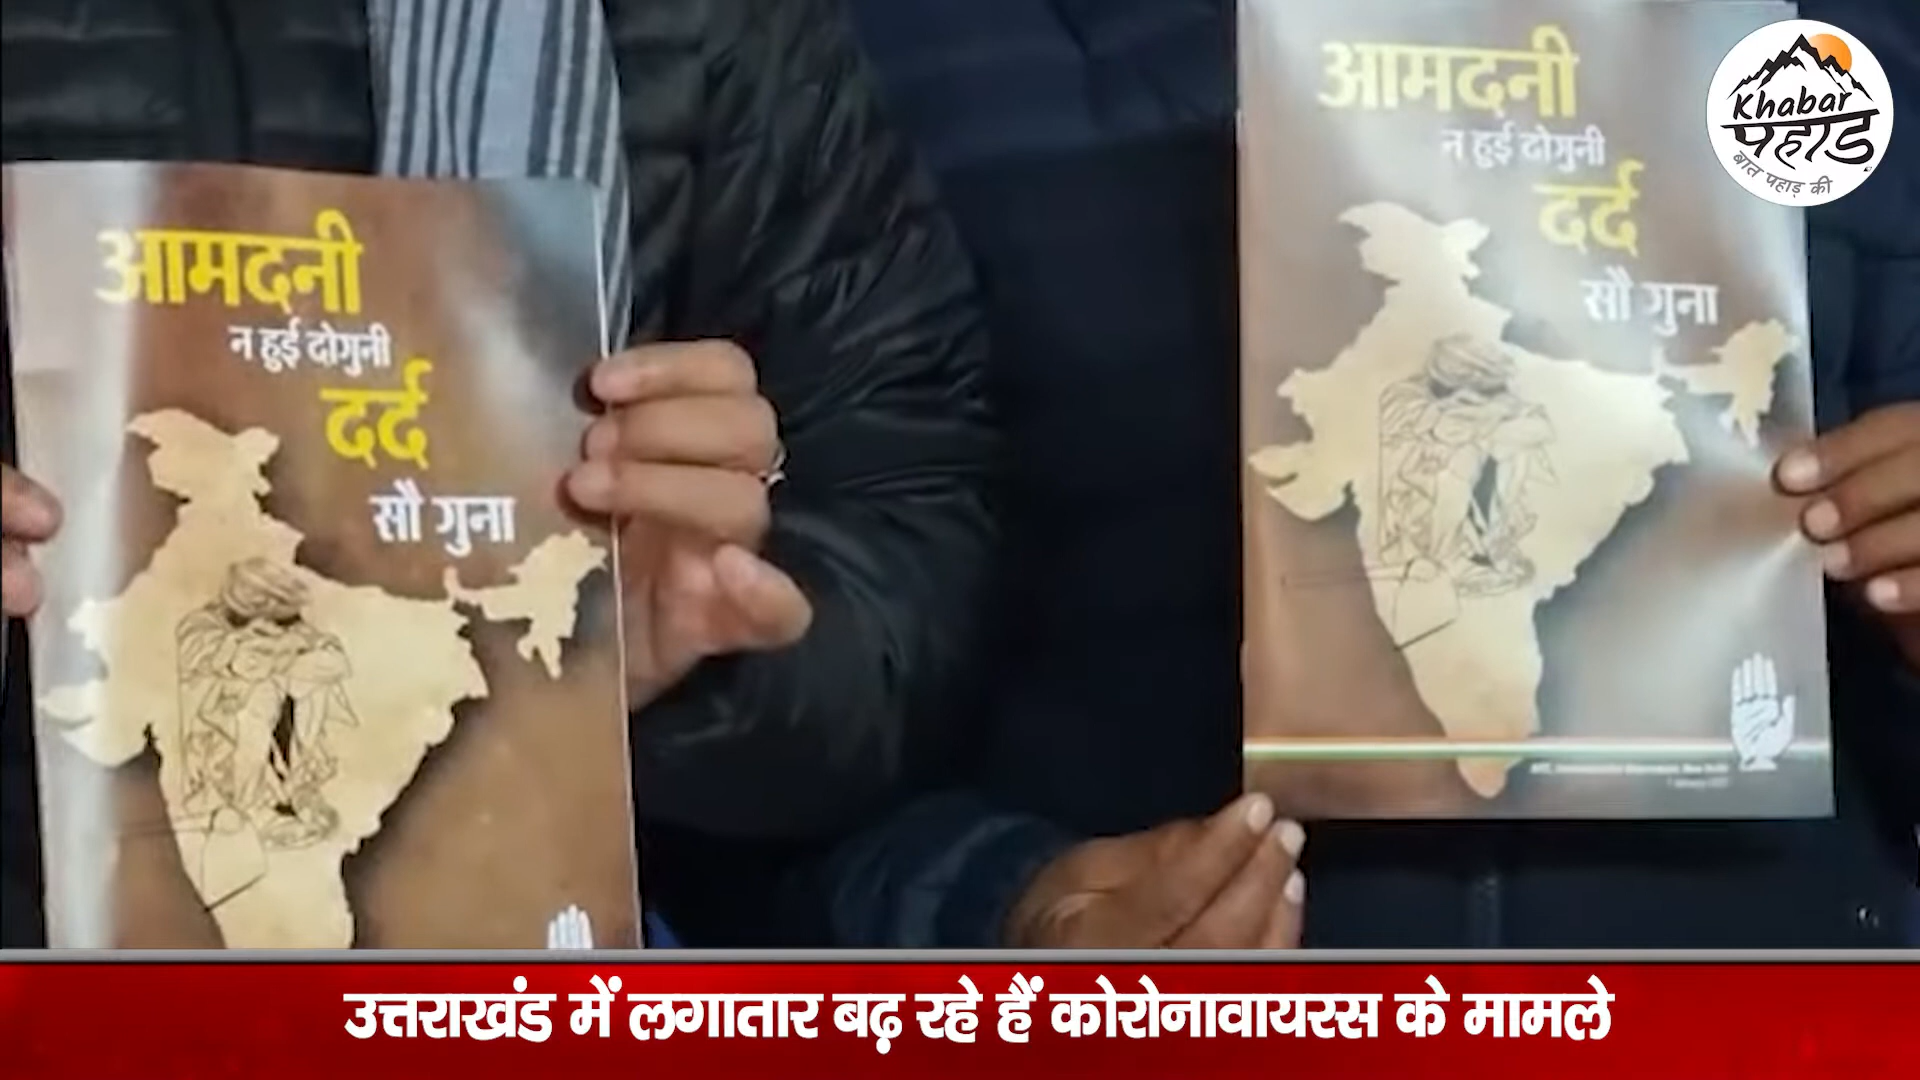 आमदनी
न हुई दोगुनी
दर्द
सौ गुना
आमदनी
न हुई दोगुनी
दर्द
सौ गुना
Khabar
पहाड़
बात पहाड़ की
उत्तराखंड में लगातार बढ़ रहे हैं कोरोनावायरस के मामले